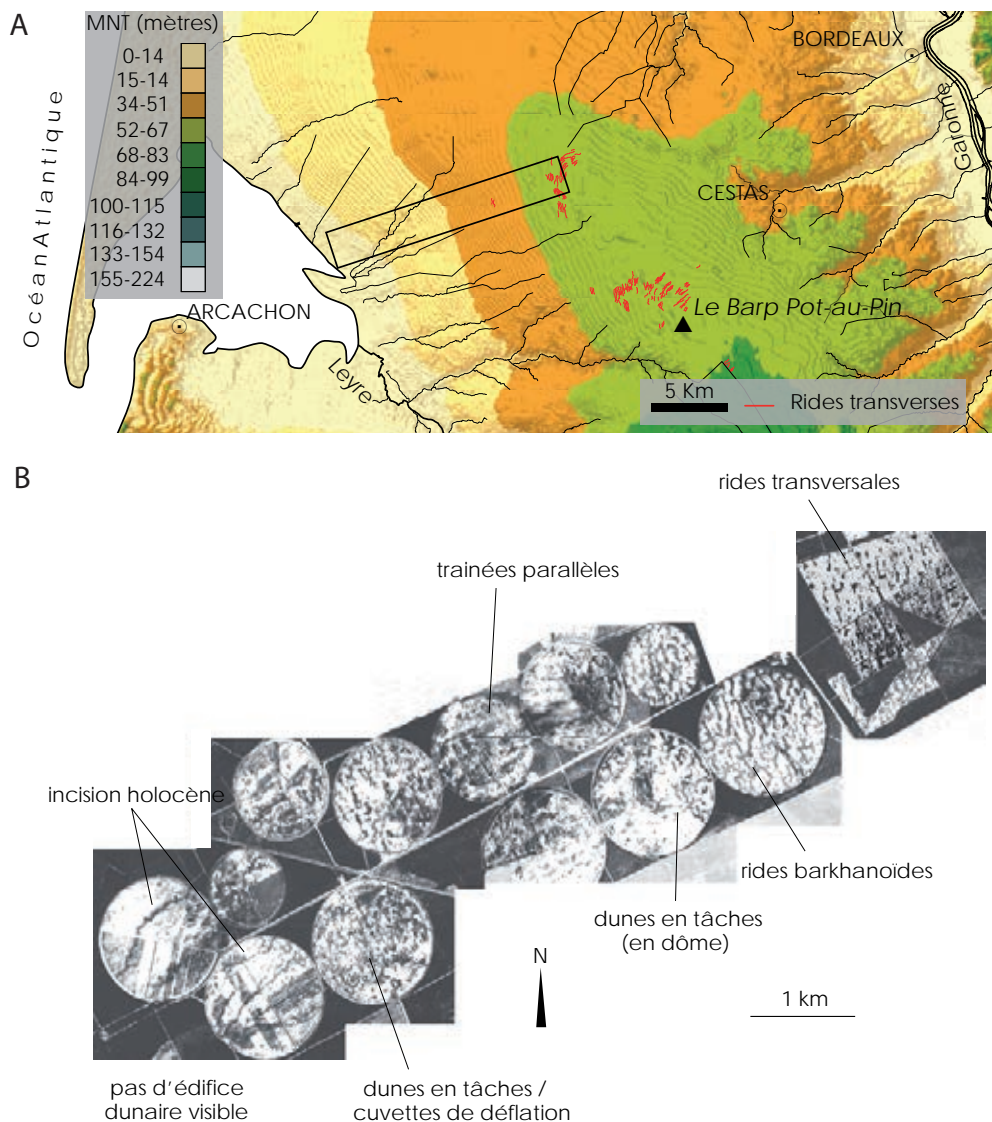 A
MNT (mètres)
0-14
15-14
34-51
52-67
68-83
84-99
100-115
116-132
133-154
155-224
Océan Atlantique
BORDEAUX
Garonne
CESTAS
ARCACHON
Leyre
Le Barp Pot-au-Pin
5 Km
Rides transverses
B
rides transversales
trainées parallèles
incision holocène
rides barkhanoïdes
dunes en tâches
(en dôme)
N
1 km
pas d'édifice
dunaire visible
dunes en tâches /
cuvettes de déflation